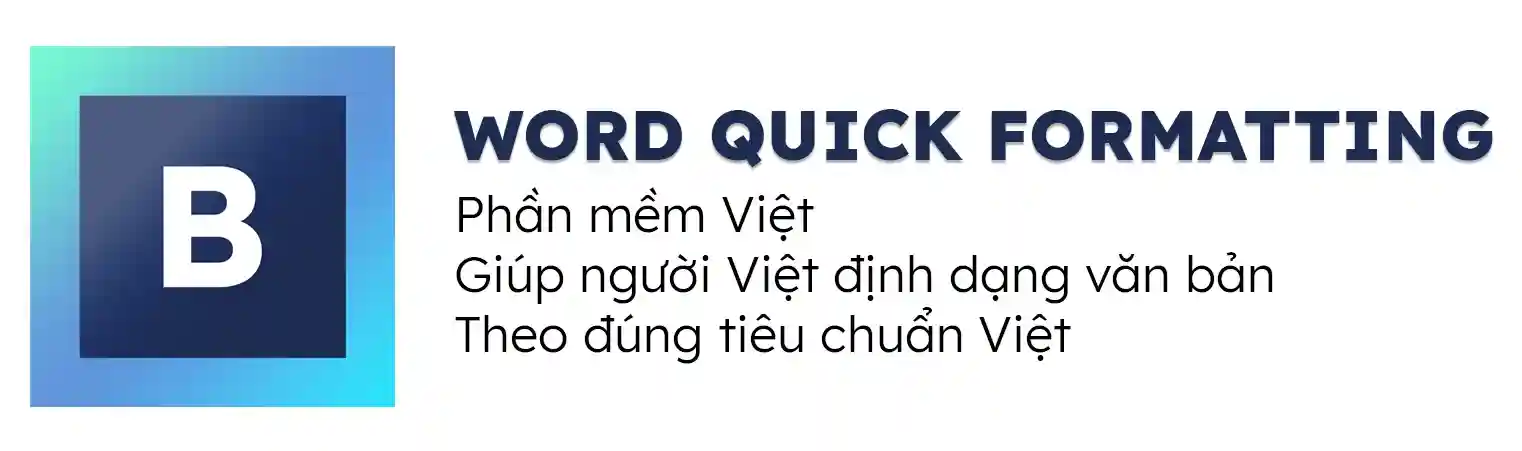 B
WORD QUICK FORMATTING
Phần mềm Việt
Giúp người Việt định dạng văn bản
Theo đúng tiêu chuẩn Việt